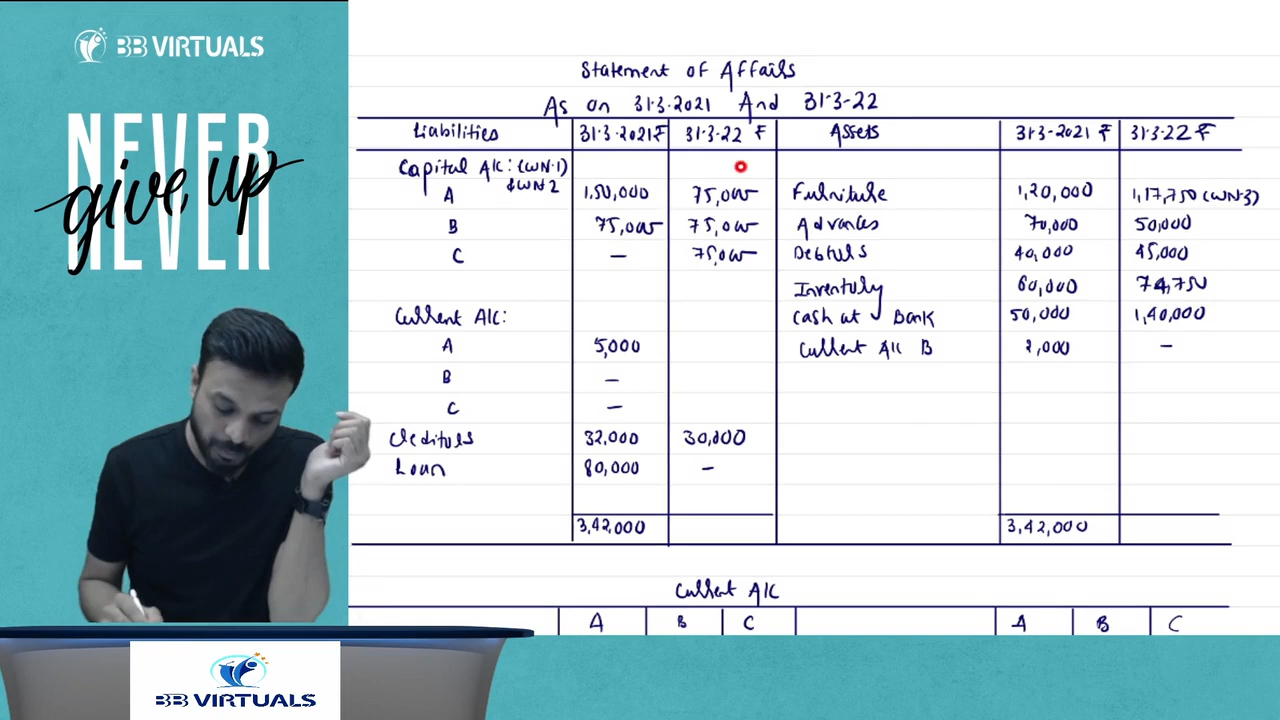 BB VIRTUALS
NEVER
give up
NEVER
Statement of Affairs
As on 31.3.2021 And 31.3.22
Liabilities 31.3.2021 ₹ 31.3.22 ₹ Assets 31.3.2021 ₹ 31.3.22 ₹
Capital A/c: (WN.1)
& WN.2
A 1,50,000 75,000 Furniture 1,20,000 1,17,750 (WN.3)
B 75,000 75,000 Advances 70,000 50,000
C — 75,000 Debtors 40,000 45,000
Inventory 60,000 74,750
Current A/c: Cash at Bank 50,000 1,40,000
A 5,000 Current A/c B 2,000 —
B —
C —
Creditors 32,000 30,000
Loan 80,000 —
3,42,000 3,42,000
Current A/c
A B C A B C
BB VIRTUALS